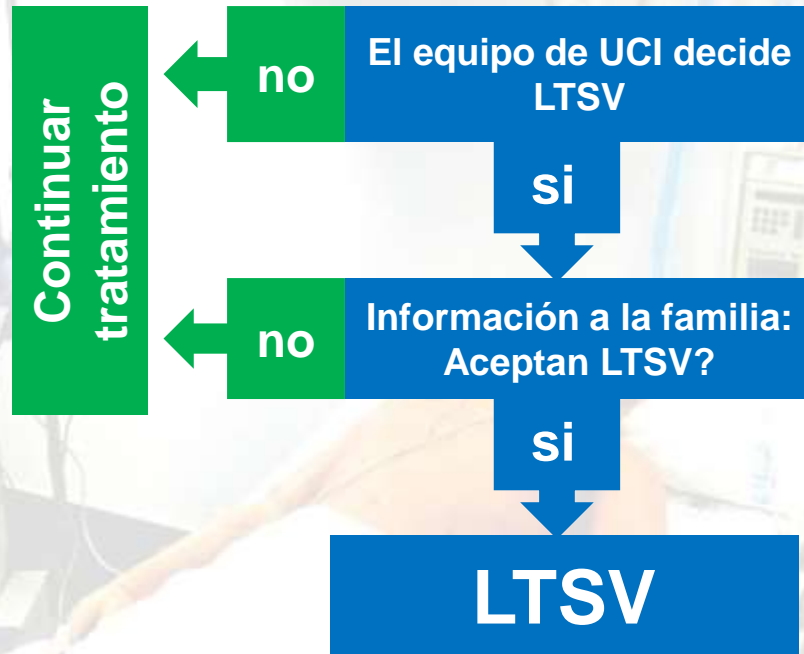 Continuar
tratamiento
no
El equipo de UCI decide
LTSV
si
no
Información a la familia:
Aceptan LTSV?
si
LTSV